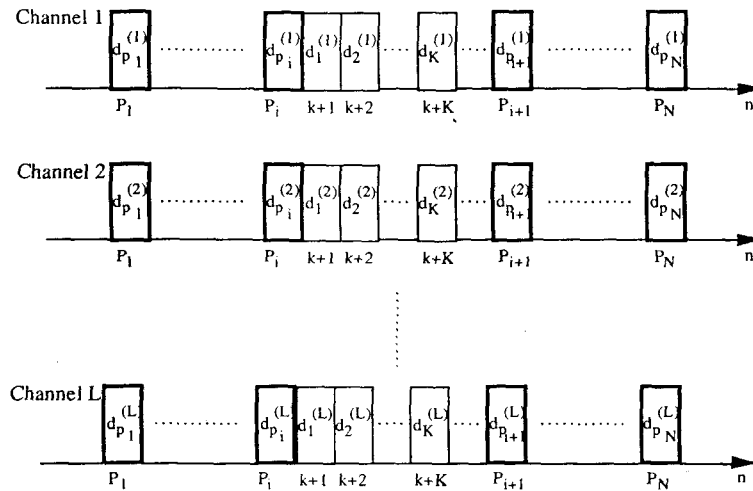 Channel 1
d_{p_1}^{(1)} ............ d_{p_i}^{(1)} d_1^{(1)} d_2^{(1)} ..... d_K^{(1)} ..... d_{p_{i+1}}^{(1)} ............ d_{p_N}^{(1)}
P_1 P_i k+1 k+2 k+K P_{i+1} P_N n
Channel 2
d_{p_1}^{(2)} ............ d_{p_i}^{(2)} d_1^{(2)} d_2^{(2)} ..... d_K^{(2)} ..... d_{p_{i+1}}^{(2)} ............ d_{p_N}^{(2)}
P_1 P_i k+1 k+2 k+K P_{i+1} P_N n
Channel L
d_{p_1}^{(L)} ............ d_{p_i}^{(L)} d_1^{(L)} d_2^{(L)} ..... d_K^{(L)} ..... d_{p_{i+1}}^{(L)} ............ d_{p_N}^{(L)}
P_1 P_i k+1 k+2 k+K P_{i+1} P_N n